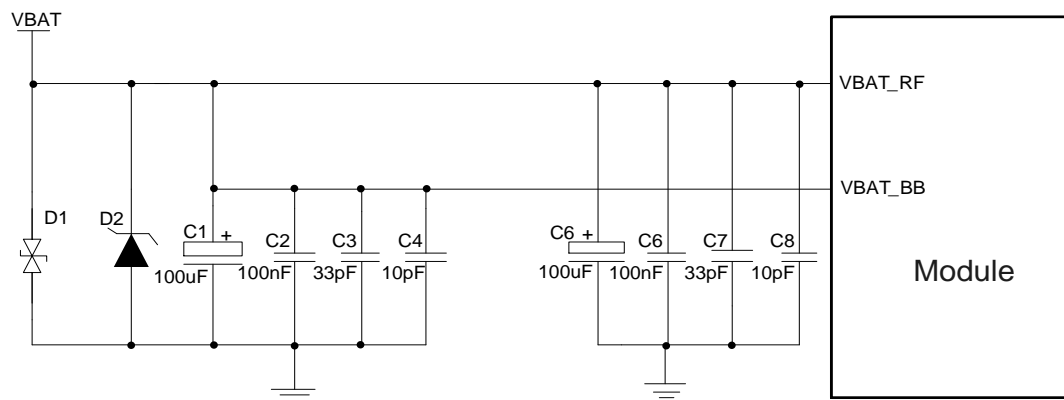 VBAT
VBAT_RF
VBAT_BB
D1
D2
C1
+
100uF
C2
100nF
C3
33pF
C4
10pF
C6
+
100uF
C6
100nF
C7
33pF
C8
10pF
Module